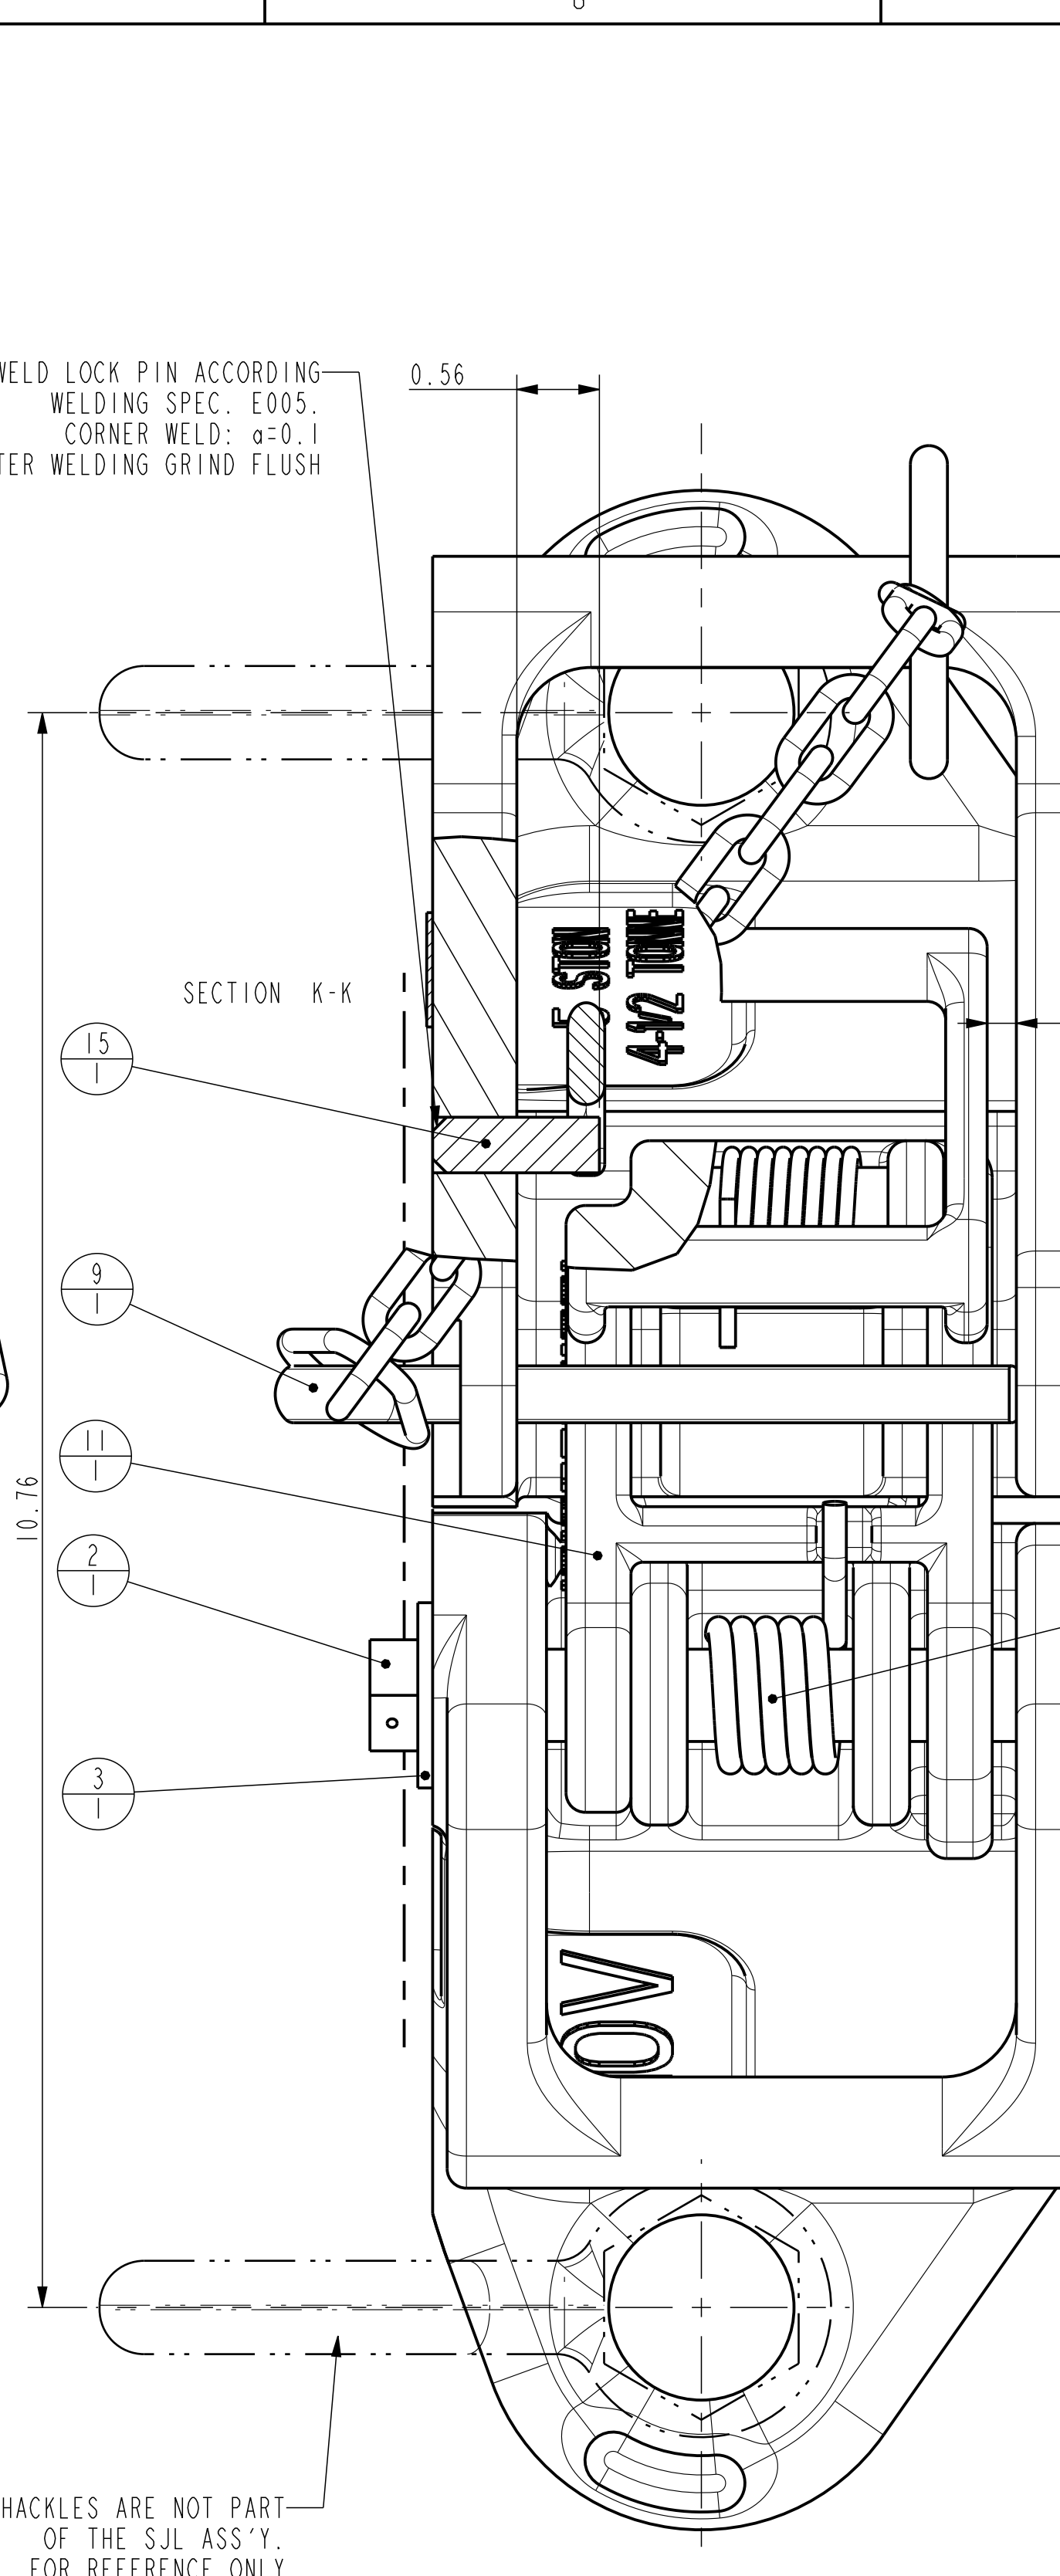 WELD LOCK PIN ACCORDING
WELDING SPEC. E005.
CORNER WELD: a=0.1
TER WELDING GRIND FLUSH
0.56
STON
4-1/2 TONNE
SECTION K-K
15
1
9
1
11
1
10.76
2
1
3
1
OV
HACKLES ARE NOT PART
OF THE SJL ASS'Y.
FOR REFERENCE ONLY